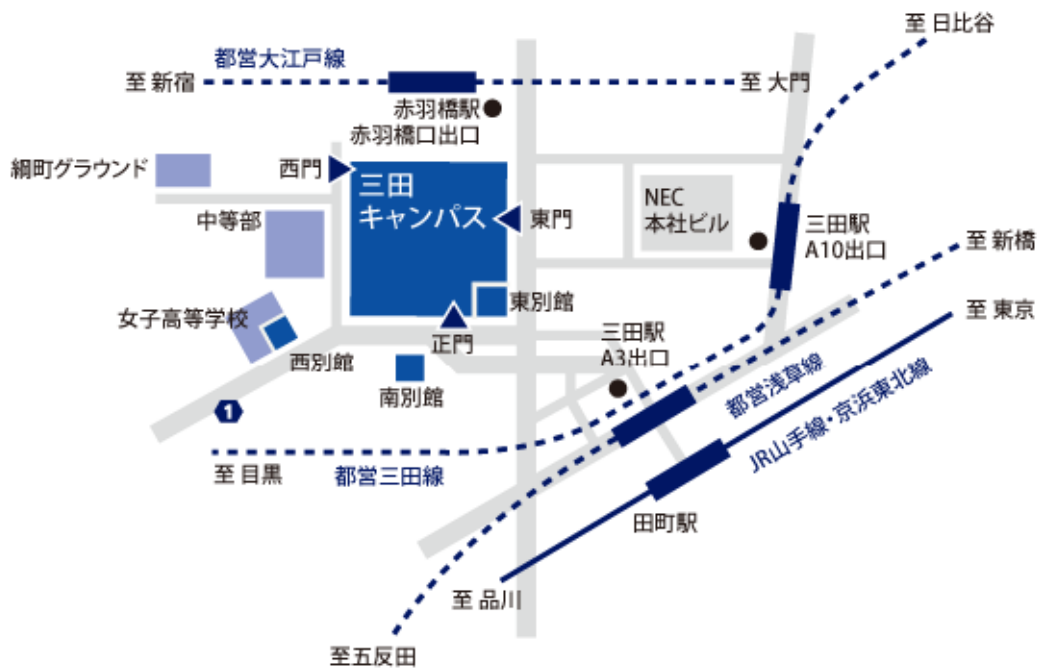 至 日比谷
都営大江戸線
至 新宿
至 大門
赤羽橋駅
赤羽橋口出口
綱町グラウンド
西門
三田
キャンパス
NEC
本社ビル
中等部
東門
三田駅
A10出口
至 新橋
東別館
至 東京
女子高等学校
正門
三田駅
A3出口
西別館
南別館
都営浅草線
JR山手線・京浜東北線
1
至 目黒
都営三田線
田町駅
至 品川
至五反田